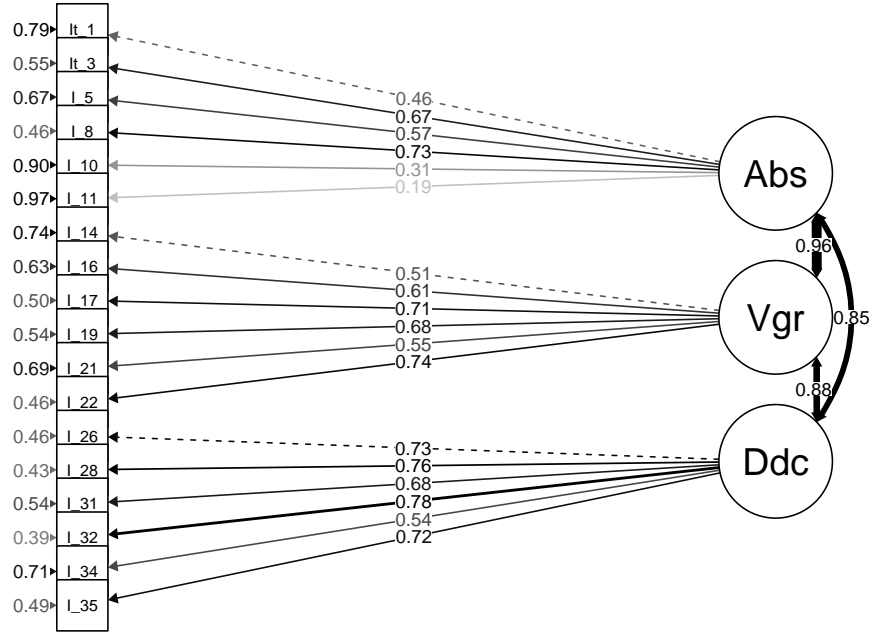 0.79 It_1
0.55 It_3
0.67 I_5
0.46 I_8
0.90 I_10
0.97 I_11
0.74 I_14
0.63 I_16
0.50 I_17
0.54 I_19
0.69 I_21
0.46 I_22
0.46 I_26
0.43 I_28
0.54 I_31
0.39 I_32
0.71 I_34
0.49 I_35
0.46
0.67
0.57
0.73
0.31
0.19
0.51
0.61
0.71
0.68
0.55
0.74
0.73
0.76
0.68
0.78
0.54
0.72
Abs
0.96
Vgr
0.85
0.88
Ddc